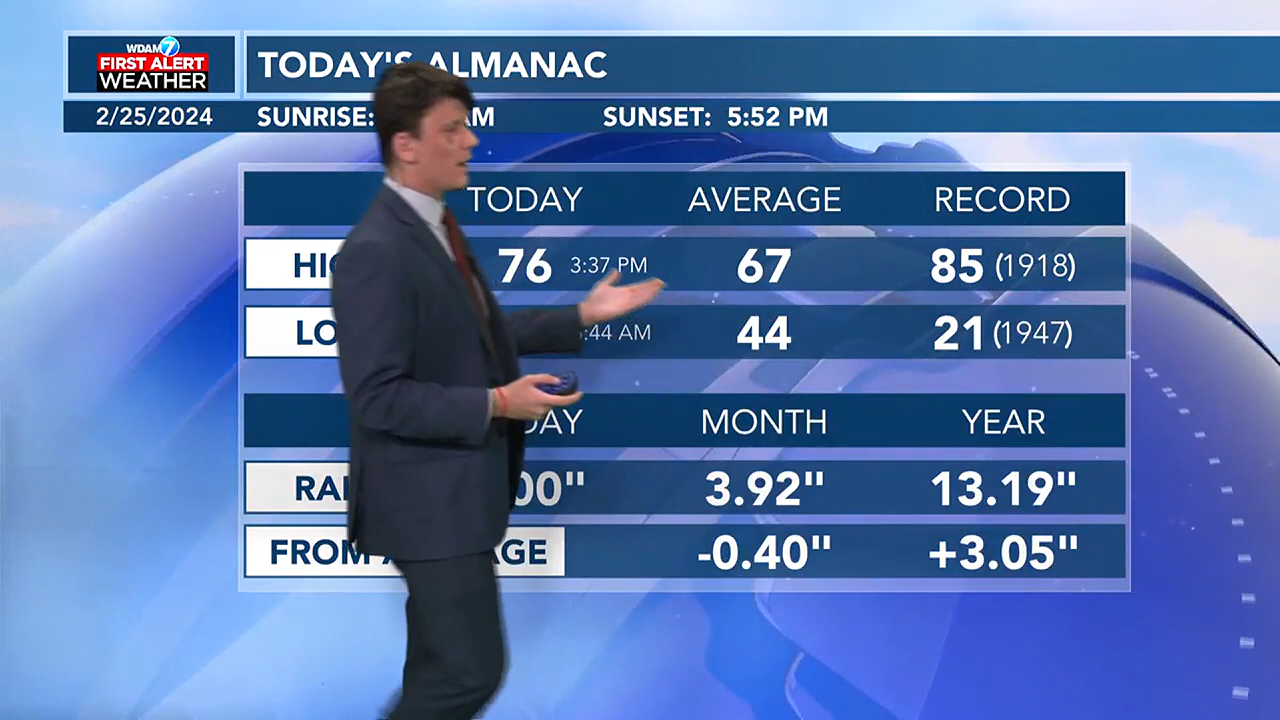 WDAM 7
FIRST ALERT
WEATHER
TODAY'S ALMANAC
2/25/2024 SUNRISE: AM SUNSET: 5:52 PM
TODAY AVERAGE RECORD
76 3:37 PM 67 85 (1918)
:44 AM 44 21 (1947)
MONTH YEAR
00" 3.92" 13.19"
FROM -0.40" +3.05"